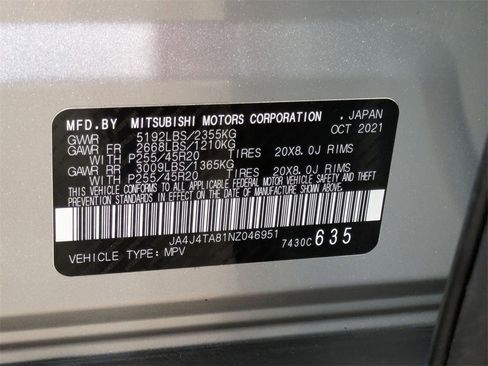 MFD.BY MITSUBISHI MOTORS CORPORATION , JAPAN
GVWR 5192LBS/2355KG OCT 2021
GAWR FR 2668LBS/1210KG
WITH P255/45R20 TIRES 20X8.0J RIMS
GAWR RR 3009LBS/1365KG
WITH P255/45R20 TIRES 20X8.0J RIMS
THIS VEHICLE CONFORMS TO ALL APPLICABLE FEDERAL MOTOR VEHICLE SAFETY AND THEFT
PREVENTION STANDARDS IN EFFECT ON THE DATE OF MANUFACTURE SHOWN ABOVE.
JA4J4TA81NZ046951
VEHICLE TYPE: MPV 7430C 635